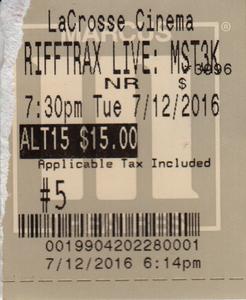 LaCrosse Cinema
MARCUS
RIFFTRAX LIVE: MST3K
NR $
7:30pm Tue 7/12/2016
ALT15 $15.00
Applicable Tax Included
#5
0019904202280001
7/12/2016 6:14pm